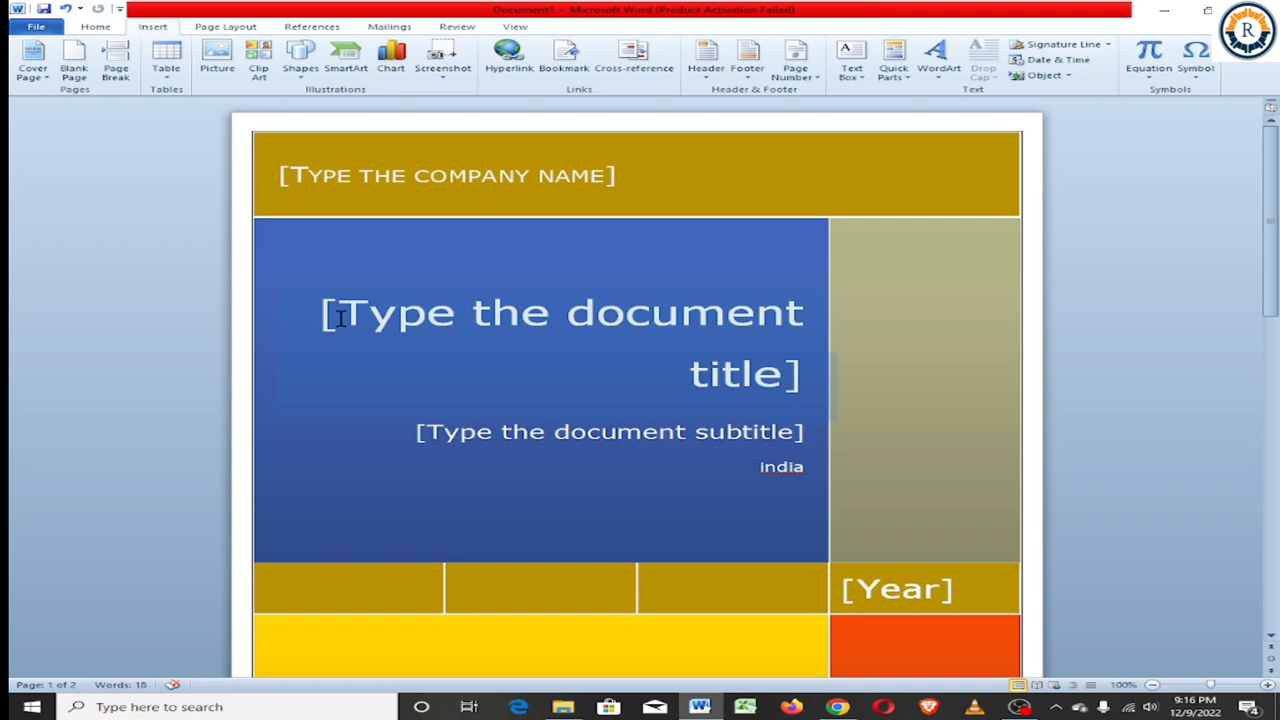 Document1 - Microsoft Word (Product Activation Failed)
File Home Insert Page Layout References Mailings Review View
Cover Page Blank Page Page Break Table Picture Clip Art Shapes SmartArt Chart Screenshot Hyperlink Bookmark Cross-reference Header Footer Page Number Text Box Quick Parts WordArt Drop Cap Signature Line Date & Time Object Equation Symbol
Pages Tables Illustrations Links Header & Footer Text Symbols
R
[TYPE THE COMPANY NAME]
[Type the document
title]
[Type the document subtitle]
india
[Year]
Page: 1 of 2 Words: 18 100%
Type here to search
9:16 PM
12/9/2022
4